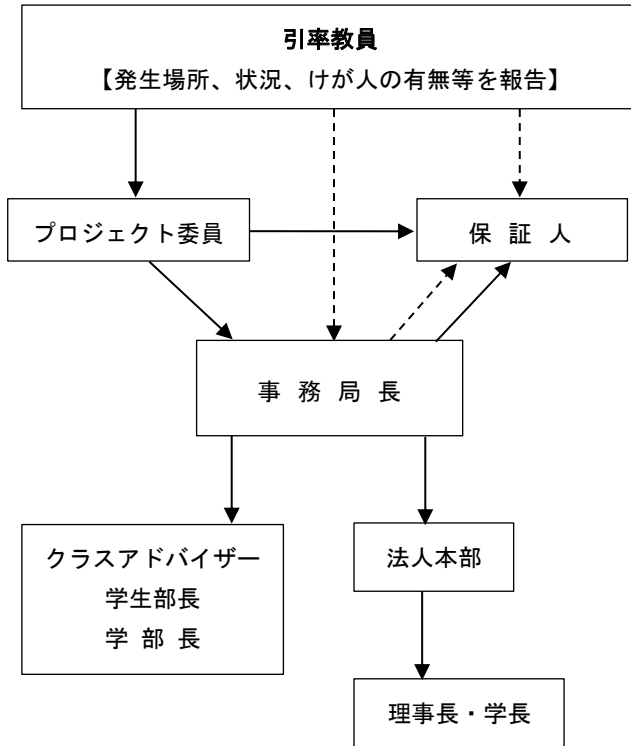 引率教員
【発生場所、状況、けが人の有無等を報告】
プロジェクト委員
保 証 人
事 務 局 長
クラスアドバイザー
学生部長
学 部 長
法人本部
理事長・学長